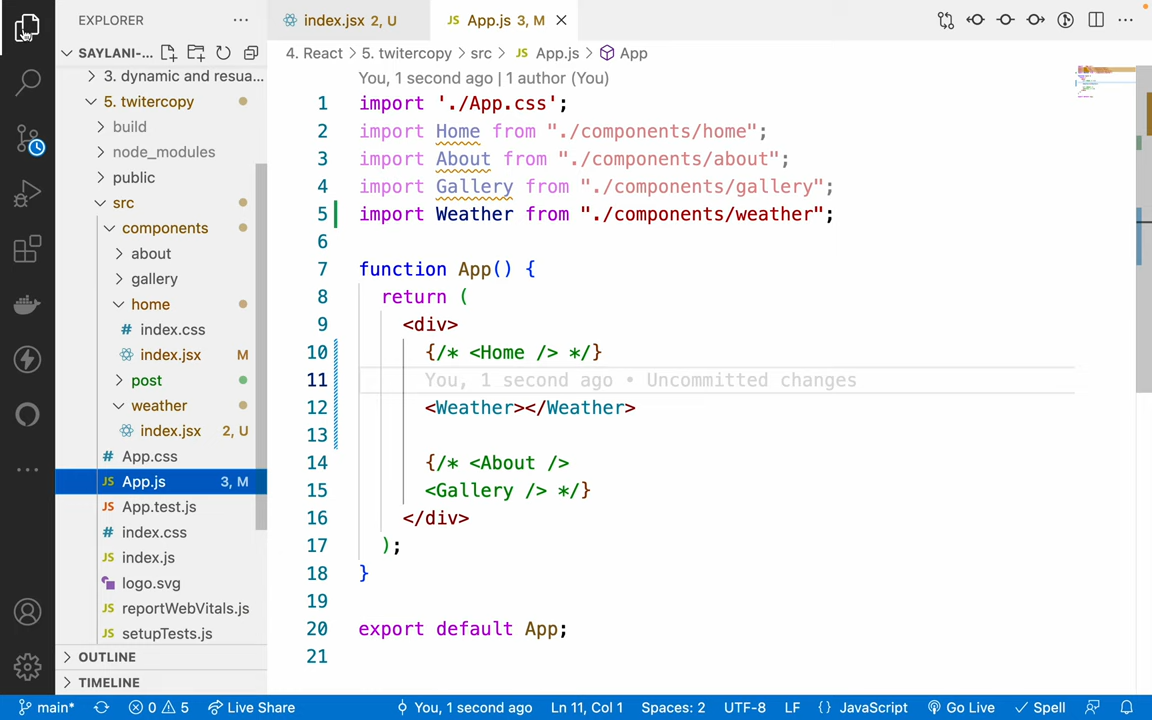 EXPLORER
SAYLANI-...
3. dynamic and resua...
5. twitercopy
build
node_modules
public
src
components
about
gallery
home
# index.css
index.jsx M
post
weather
index.jsx 2, U
# App.css
JS App.js 3, M
JS App.test.js
# index.css
JS index.js
logo.svg
JS reportWebVitals.js
JS setupTests.js
OUTLINE
TIMELINE
index.jsx 2, U
JS App.js 3, M
4. React > 5. twitercopy > src > JS App.js > App
You, 1 second ago | 1 author (You)
1 import './App.css';
2 import Home from "./components/home";
3 import About from "./components/about";
4 import Gallery from "./components/gallery";
5 import Weather from "./components/weather";
6
7 function App() {
8 return (
9 <div>
10 {/* <Home /> */}
11 You, 1 second ago • Uncommitted changes
12 <Weather></Weather>
13
14 {/* <About />
15 <Gallery /> */}
16 </div>
17 );
18 }
19
20 export default App;
21
main* 0 5 Live Share You, 1 second ago Ln 11, Col 1 Spaces: 2 UTF-8 LF {} JavaScript Go Live Spell